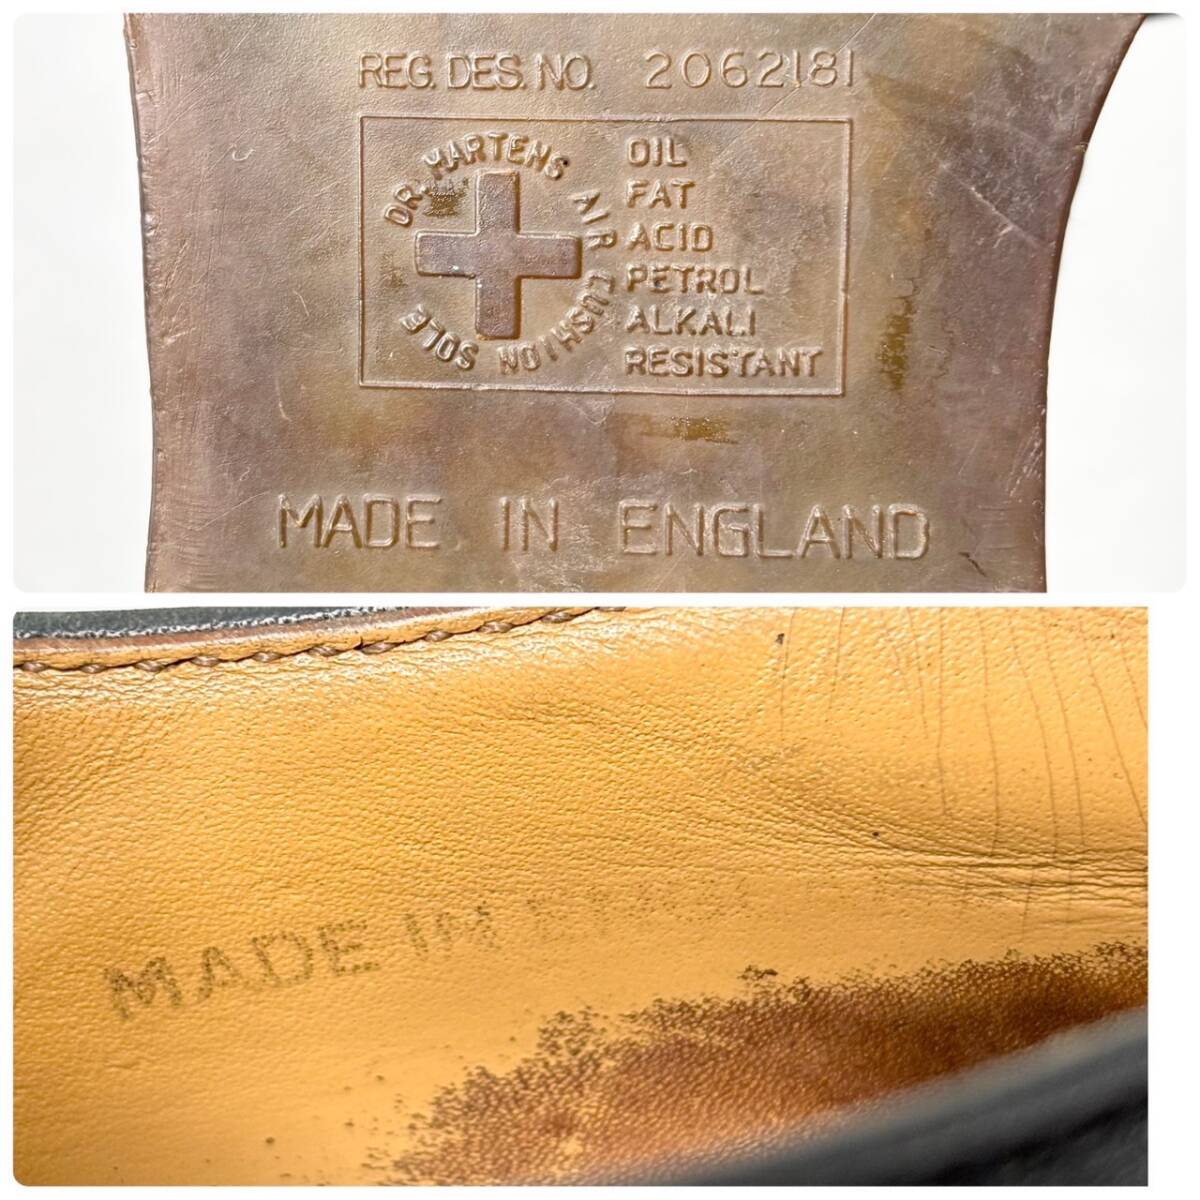 REG. DES. NO. 2062181
DR. MARTENS AIR CUSHION SOLE
OIL
FAT
ACID
PETROL
ALKALI
RESISTANT
MADE IN ENGLAND
MADE IN